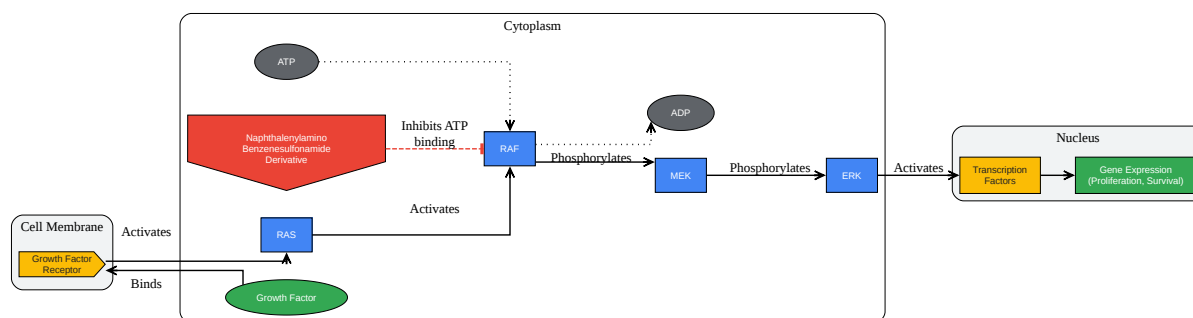 Cytoplasm
ATP
ADP
Naphthalenylamino
Benzenesulfonamide
Derivative
Inhibits ATP
binding
RAF
Phosphorylates
MEK
Phosphorylates
ERK
Activates
Nucleus
Transcription
Factors
Gene Expression
(Proliferation, Survival)
Activates
RAS
Cell Membrane
Activates
Growth Factor
Receptor
Binds
Growth Factor